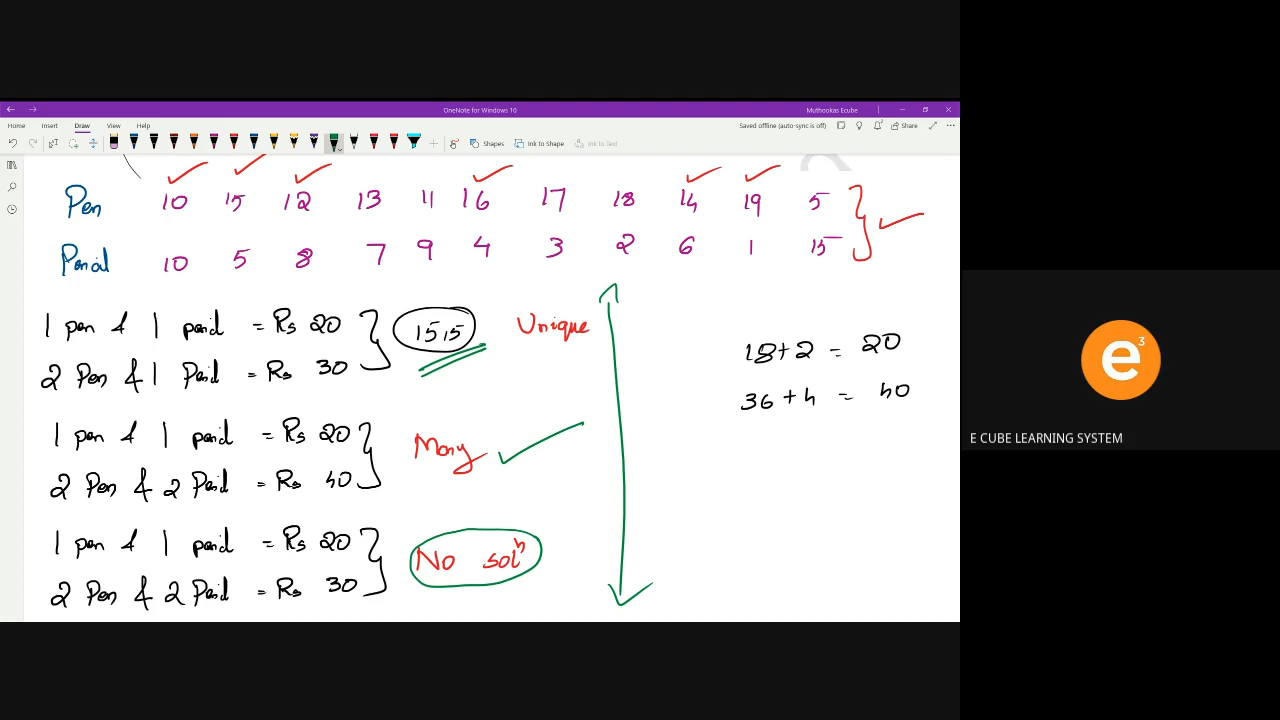 OneNote for Windows 10
Muthookas Ecube
Home Insert Draw View Help
Saved offline (auto-sync is off) Share
Shapes Ink to Shape Ink to Text
Pen 10 15 12 13 11 16 17 18 14 19 5
Pencil 10 5 8 7 9 4 3 2 6 1 15
1 pen & 1 pencil = Rs 20
15,15
Unique
2 Pen & 1 Pencil = Rs 30
18+2 = 20
36+4 = 40
1 pen & 1 pencil = Rs 20
Many
2 Pen & 2 Pencil = Rs 40
1 pen & 1 pencil = Rs 20
No solⁿ
2 Pen & 2 Pencil = Rs 30
e3
E CUBE LEARNING SYSTEM